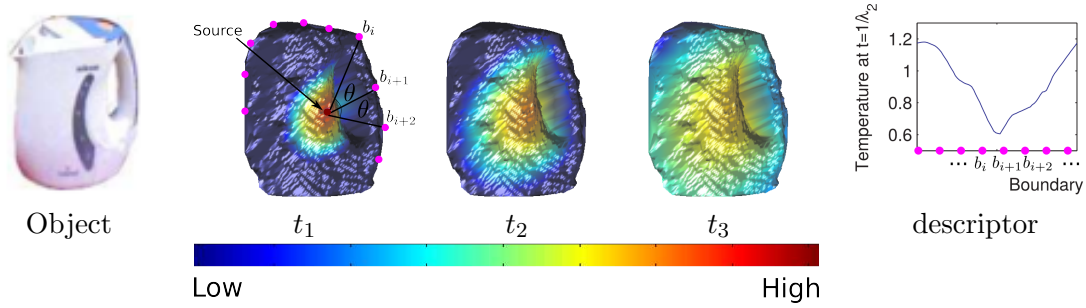 Source
b_i
b_{i+1}
b_{i+2}
θ
θ
Object
t_1
t_2
t_3
Low
High
Temperature at t=1/λ_2
1.2
1
0.8
0.6
... b_i b_{i+1} b_{i+2} ...
Boundary
descriptor